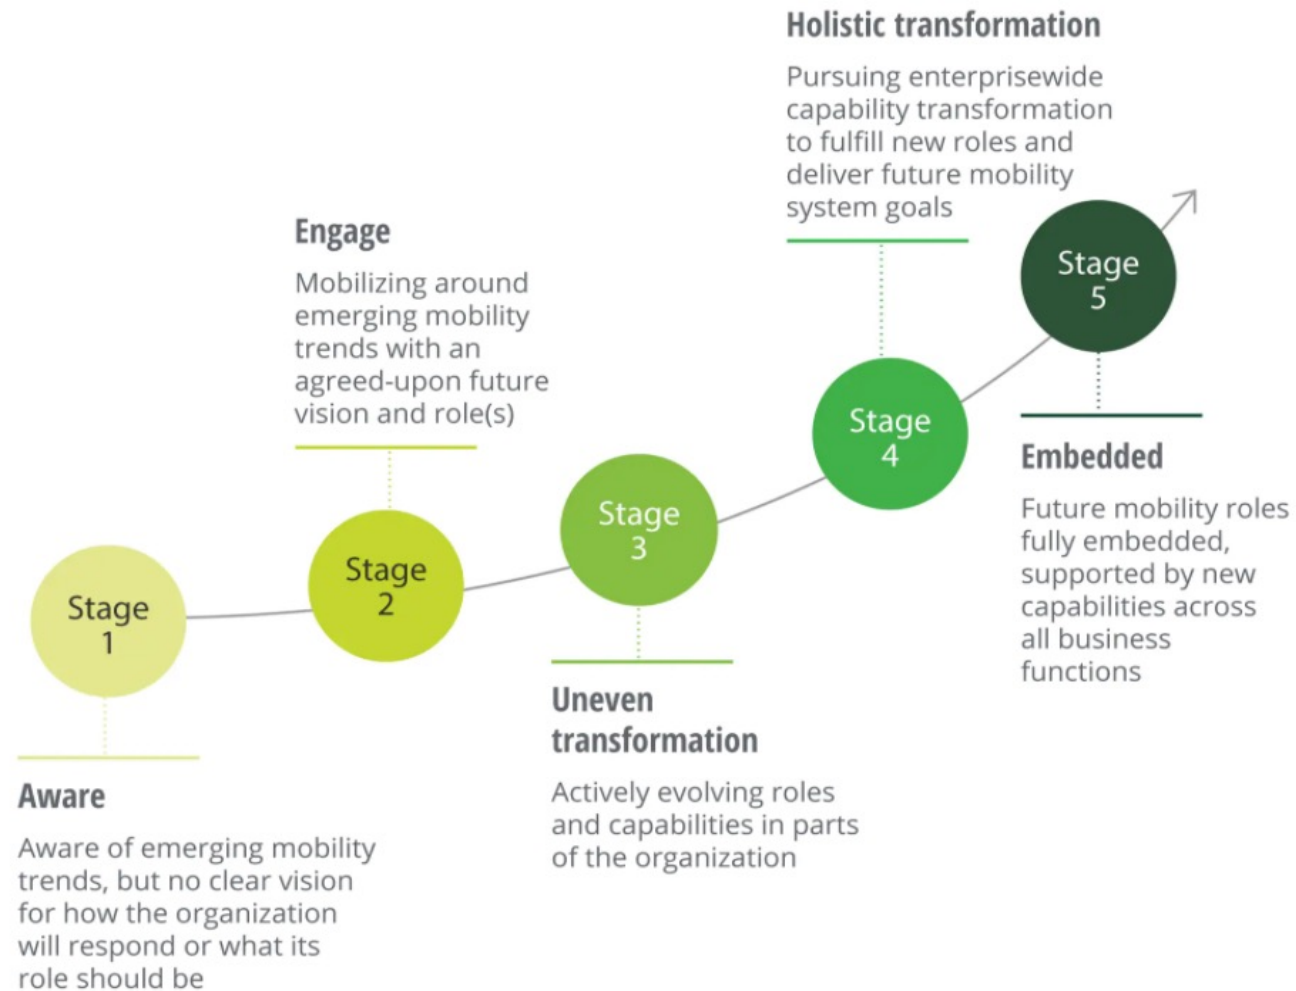 Stage
1
Aware
Aware of emerging mobility
trends, but no clear vision
for how the organization
will respond or what its
role should be
Engage
Mobilizing around
emerging mobility
trends with an
agreed-upon future
vision and role(s)
Stage
2
Stage
3
Uneven
transformation
Actively evolving roles
and capabilities in parts
of the organization
Holistic transformation
Pursuing enterprisewide
capability transformation
to fulfill new roles and
deliver future mobility
system goals
Stage
4
Stage
5
Embedded
Future mobility roles
fully embedded,
supported by new
capabilities across
all business
functions